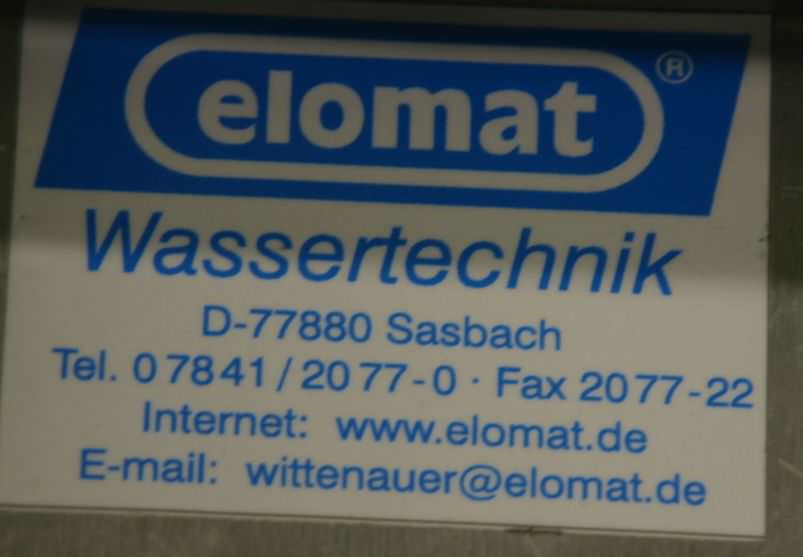 elomat ®
Wassertechnik
D-77880 Sasbach
Tel. 07841/2077-0 · Fax 2077-22
Internet: www.elomat.de
E-mail: wittenauer@elomat.de